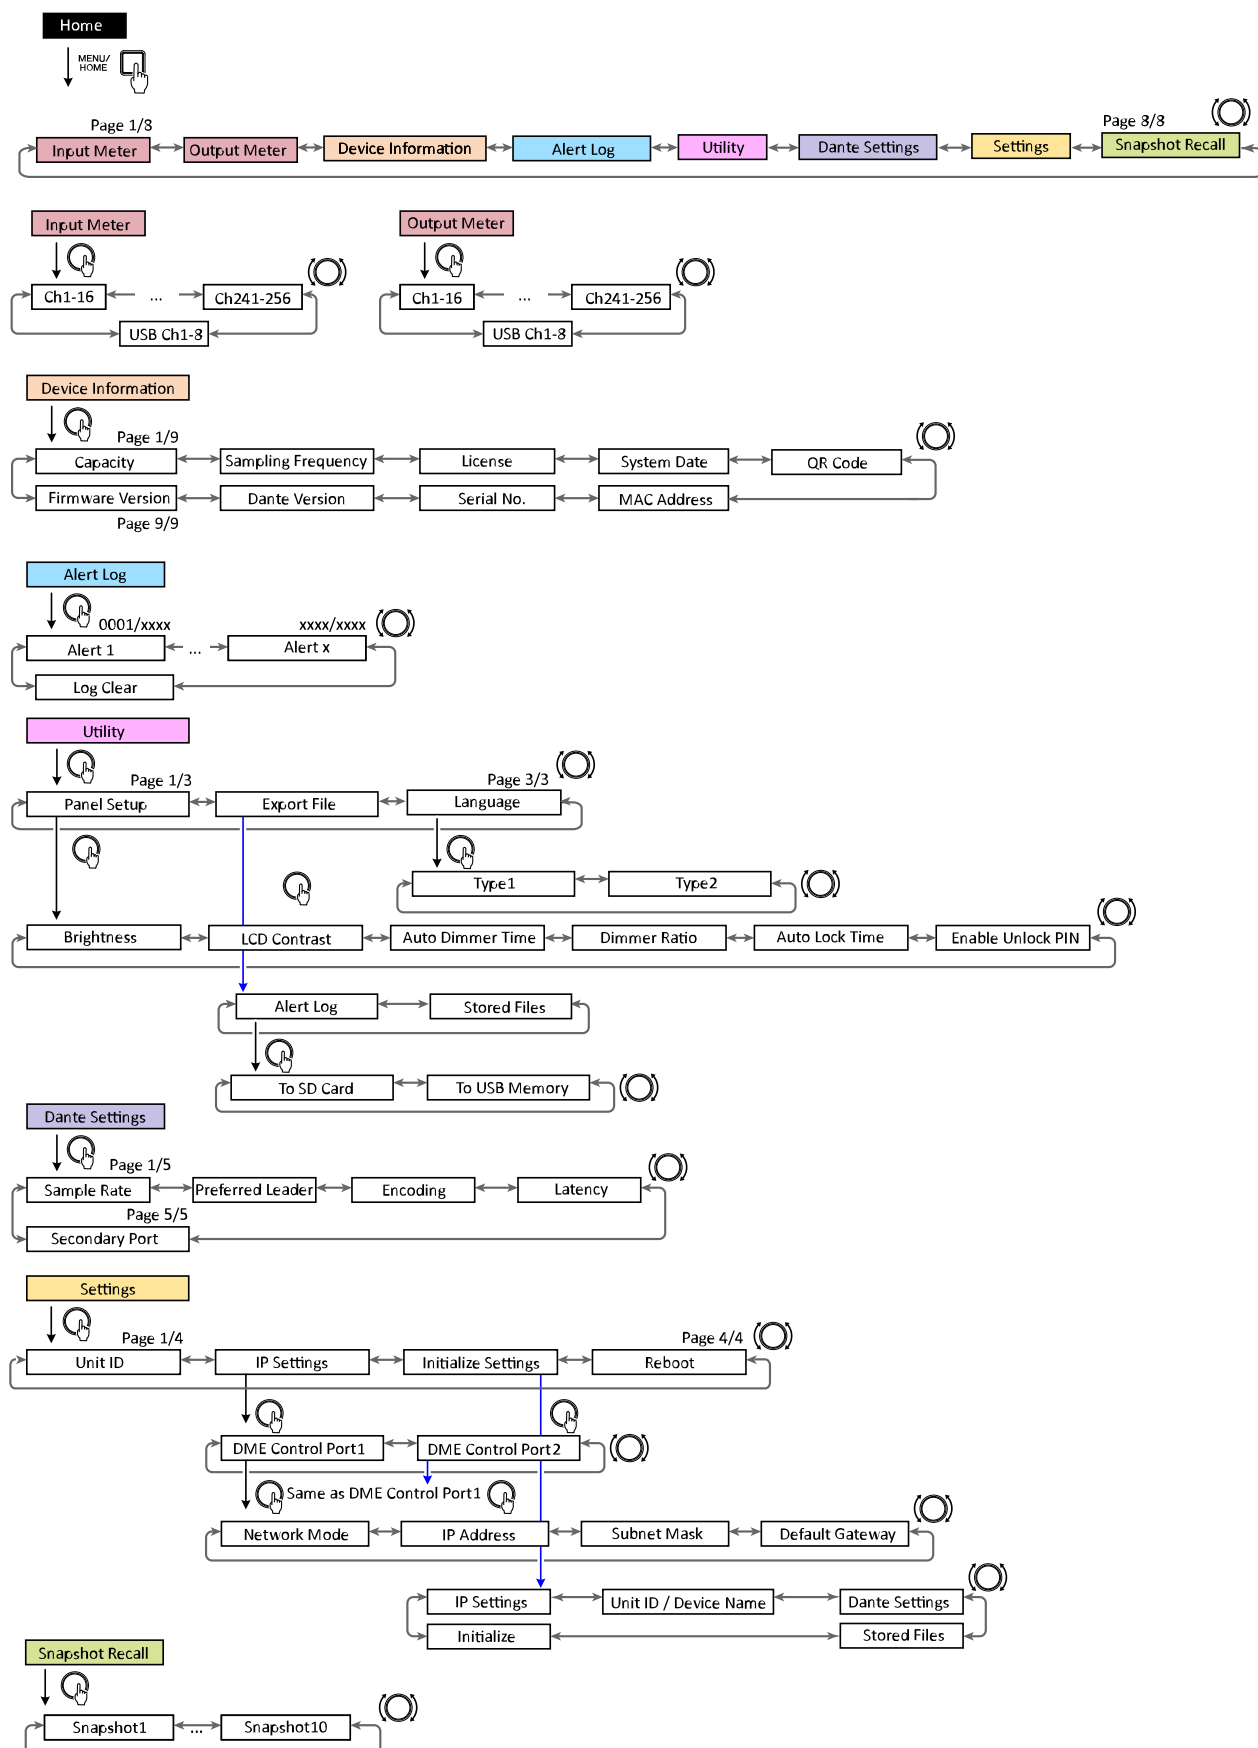 Home
MENU/
HOME
Page 1/8
Page 8/8
Input Meter
Output Meter
Device Information
Alert Log
Utility
Dante Settings
Settings
Snapshot Recall
Input Meter
Output Meter
Ch1-16
...
Ch241-256
USB Ch1-8
Ch1-16
...
Ch241-256
USB Ch1-8
Device Information
Page 1/9
Capacity
Sampling Frequency
License
System Date
QR Code
Firmware Version
Dante Version
Serial No.
MAC Address
Page 9/9
Alert Log
0001/xxxx
xxxx/xxxx
Alert 1
...
Alert x
Log Clear
Utility
Page 1/3
Page 3/3
Panel Setup
Export File
Language
Type1
Type2
Brightness
LCD Contrast
Auto Dimmer Time
Dimmer Ratio
Auto Lock Time
Enable Unlock PIN
Alert Log
Stored Files
To SD Card
To USB Memory
Dante Settings
Page 1/5
Sample Rate
Preferred Leader
Encoding
Latency
Page 5/5
Secondary Port
Settings
Page 1/4
Page 4/4
Unit ID
IP Settings
Initialize Settings
Reboot
DME Control Port1
DME Control Port2
Same as DME Control Port1
Network Mode
IP Address
Subnet Mask
Default Gateway
IP Settings
Unit ID / Device Name
Dante Settings
Initialize
Stored Files
Snapshot Recall
Snapshot1
...
Snapshot10